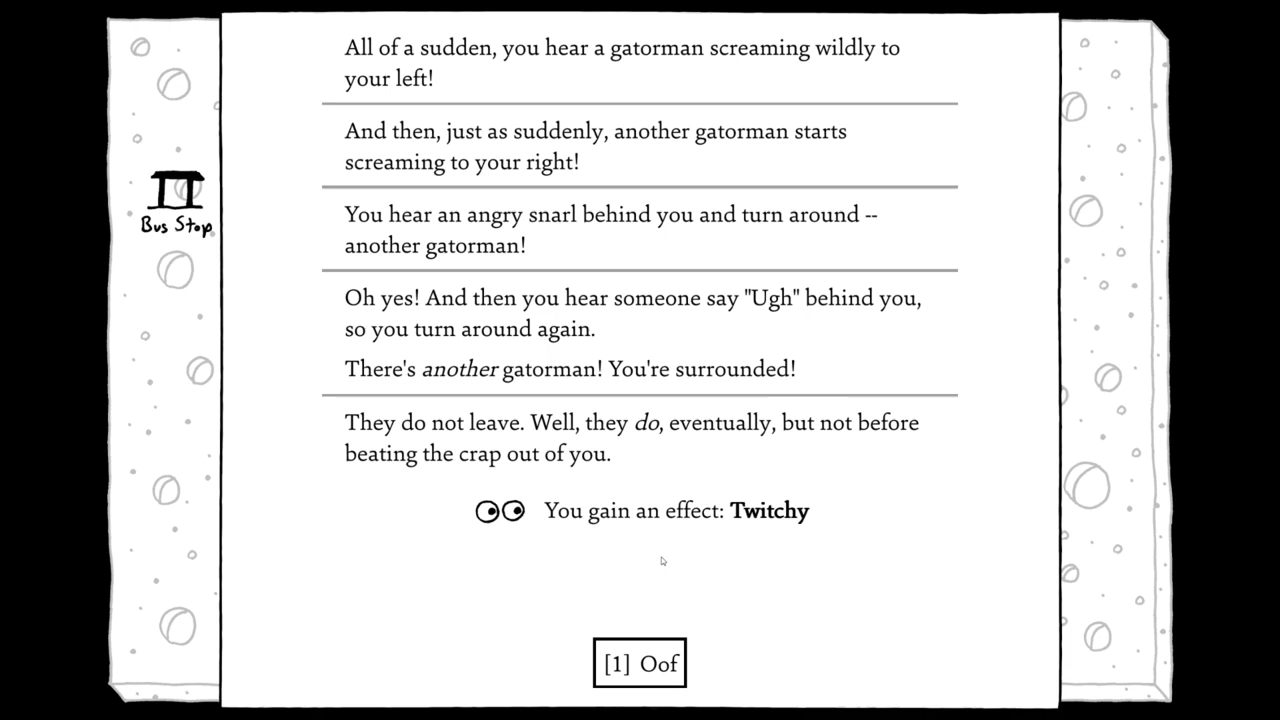 All of a sudden, you hear a gatorman screaming wildly to
your left!
And then, just as suddenly, another gatorman starts
screaming to your right!
You hear an angry snarl behind you and turn around --
another gatorman!
Oh yes! And then you hear someone say "Ugh" behind you,
so you turn around again.
There's another gatorman! You're surrounded!
They do not leave. Well, they do, eventually, but not before
beating the crap out of you.
You gain an effect: Twitchy
[1] Oof
Bus Stop